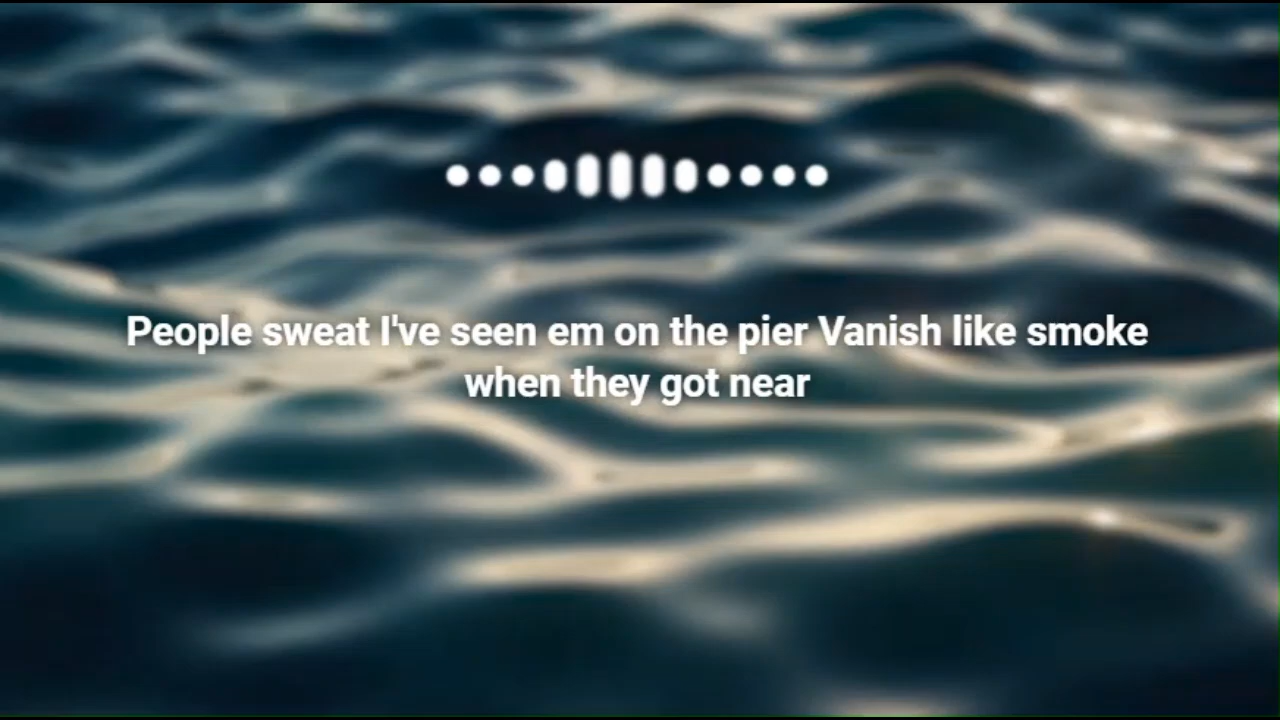 People sweat I've seen em on the pier Vanish like smoke
when they got near